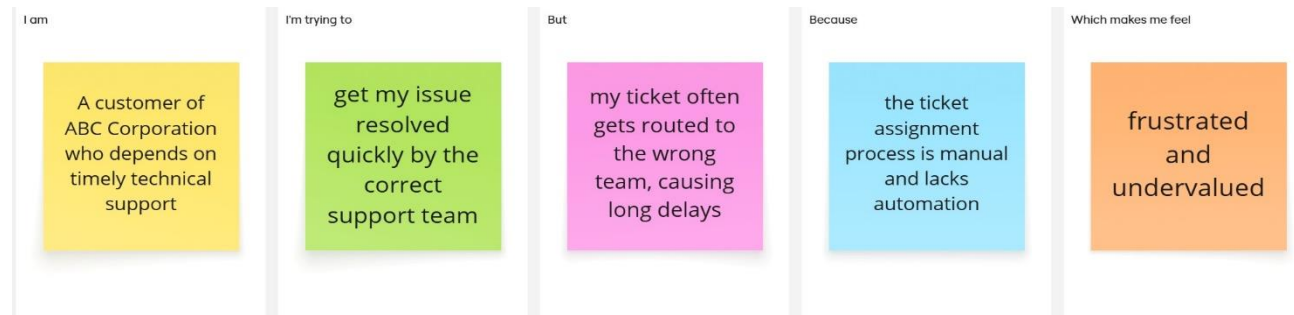 I am
A customer of
ABC Corporation
who depends on
timely technical
support
I'm trying to
get my issue
resolved
quickly by the
correct
support team
But
my ticket often
gets routed to
the wrong
team, causing
long delays
Because
the ticket
assignment
process is manual
and lacks
automation
Which makes me feel
frustrated
and
undervalued